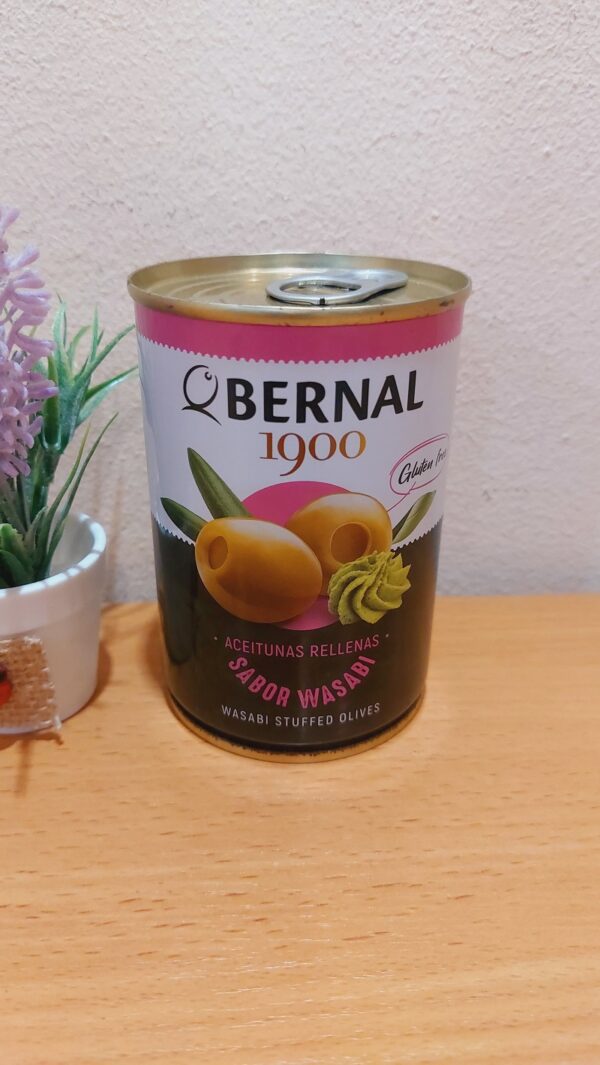 BERNAL
1900
Gluten free
· ACEITUNAS RELLENAS ·
SABOR WASABI
WASABI STUFFED OLIVES